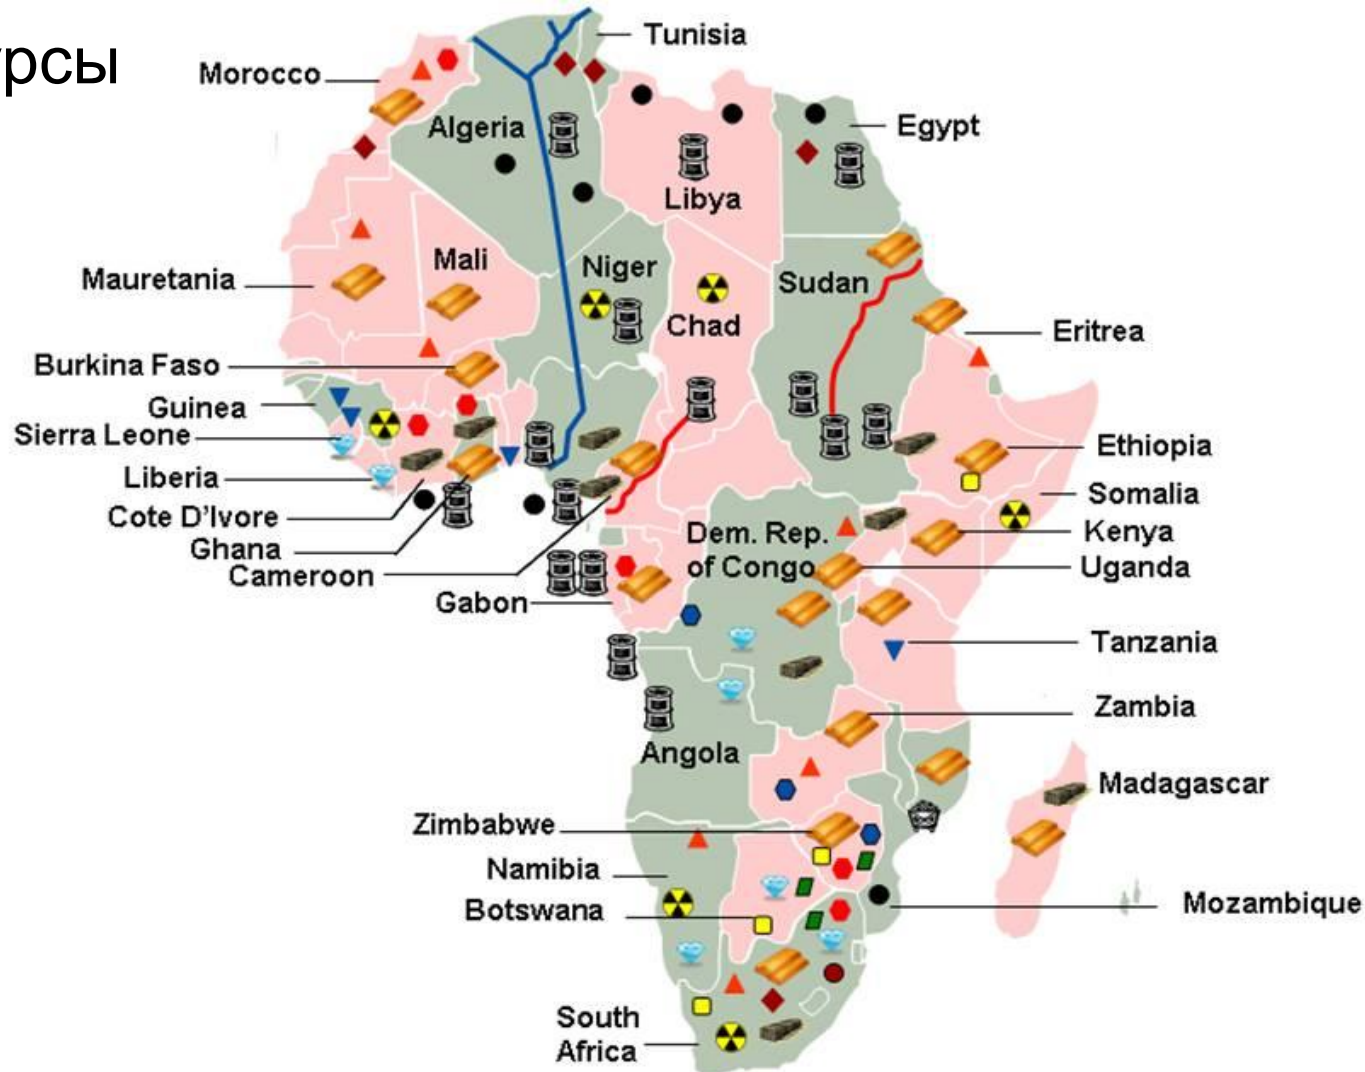 рсы
Tunisia
Morocco
Algeria
Egypt
Libya
Mali
Niger
Sudan
Mauretania
Chad
Eritrea
Burkina Faso
Guinea
Sierra Leone
Ethiopia
Liberia
Somalia
Cote D'Ivore
Kenya
Dem. Rep.
of Congo
Ghana
Uganda
Cameroon
Gabon
Tanzania
Zambia
Angola
Madagascar
Zimbabwe
Namibia
Botswana
Mozambique
South
Africa